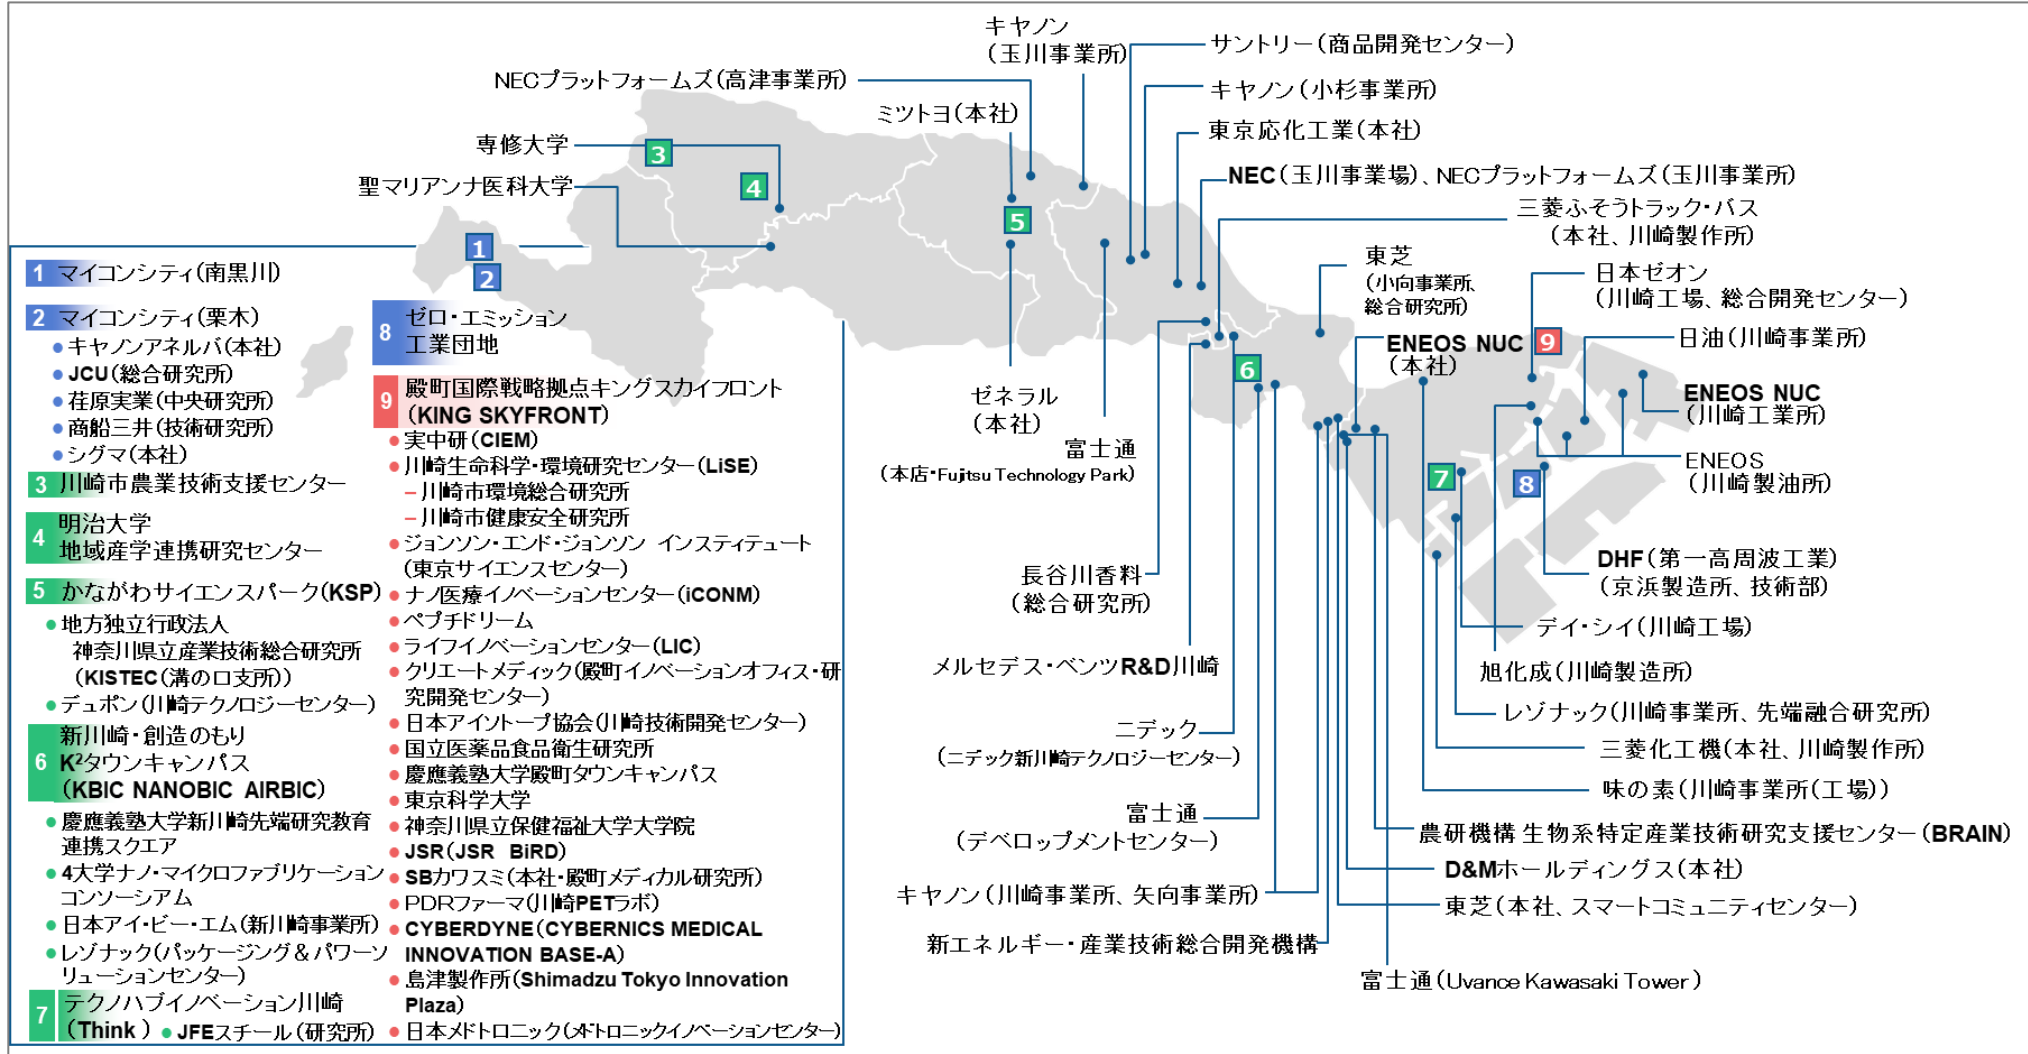 キヤノン
(玉川事業所)
サントリー(商品開発センター)
NECプラットフォームズ(高津事業所)
キヤノン(小杉事業所)
ミツトヨ(本社)
東京応化工業(本社)
専修大学
3
NEC(玉川事業場)、NECプラットフォームズ(玉川事業所)
聖マリアンナ医科大学
4
三菱ふそうトラック・バス
(本社、川崎製作所)
5
1
2
東芝
(小向事業所、
総合研究所)
日本ゼオン
(川崎工場、総合開発センター)
ENEOS NUC
(本社)
9
日油(川崎事業所)
6
ENEOS NUC
(川崎工業所)
ゼネラル
(本社)
富士通
(本店・Fujitsu Technology Park)
7
8
ENEOS
(川崎製油所)
長谷川香料
(総合研究所)
DHF(第一高周波工業)
(京浜製造所、技術部)
デイ・シイ(川崎工場)
メルセデス・ベンツR&D川崎
旭化成(川崎製造所)
レゾナック(川崎事業所、先端融合研究所)
ニデック
(ニデック新川崎テクノロジーセンター)
三菱化工機(本社、川崎製作所)
味の素(川崎事業所(工場))
富士通
(デベロップメントセンター)
農研機構 生物系特定産業技術研究支援センター(BRAIN)
D&Mホールディングス(本社)
キヤノン(川崎事業所、矢向事業所)
東芝(本社、スマートコミュニティセンター)
新エネルギー・産業技術総合開発機構
富士通(Uvance Kawasaki Tower)
1 マイコンシティ(南黒川)
2 マイコンシティ(栗木)
●キヤノンアネルバ(本社)
●JCU(総合研究所)
●荏原実業(中央研究所)
●商船三井(技術研究所)
●シグマ(本社)
3 川崎市農業技術支援センター
4 明治大学
地域産学連携研究センター
5 かながわサイエンスパーク(KSP)
●地方独立行政法人
神奈川県立産業技術総合研究所
(KISTEC(溝の口支所))
●デュポン(川崎テクノロジーセンター)
6 新川崎・創造のもり
K²タウンキャンパス
(KBIC NANOBIC AIRBIC)
●慶應義塾大学新川崎先端研究教育
連携スクエア
●4大学ナノ・マイクロファブリケーション
コンソーシアム
●日本アイ・ビー・エム(新川崎事業所)
●レゾナック(パッケージング＆パワーソ
リューションセンター)
7 テクノハブイノベーション川崎
(Think) ●JFEスチール(研究所)
8 ゼロ・エミッション
工業団地
9 殿町国際戦略拠点キングスカイフロント
(KING SKYFRONT)
●実中研(CIEM)
●川崎生命科学・環境研究センター(LiSE)
–川崎市環境総合研究所
–川崎市健康安全研究所
●ジョンソン・エンド・ジョンソン インスティテュート
(東京サイエンスセンター)
●ナノ医療イノベーションセンター(iCONM)
●ペプチドリーム
●ライフイノベーションセンター(LIC)
●クリエートメディック(殿町イノベーションオフィス・研
究開発センター)
●日本アイソトープ協会(川崎技術開発センター)
●国立医薬品食品衛生研究所
●慶應義塾大学殿町タウンキャンパス
●東京科学大学
●神奈川県立保健福祉大学大学院
●JSR(JSR BiRD)
●SBカワスミ(本社・殿町メディカル研究所)
●PDRファーマ(川崎PETラボ)
●CYBERDYNE(CYBERNICS MEDICAL
INNOVATION BASE-A)
●島津製作所(Shimadzu Tokyo Innovation
Plaza)
●日本メドトロニック(メドトロニックイノベーションセンター)